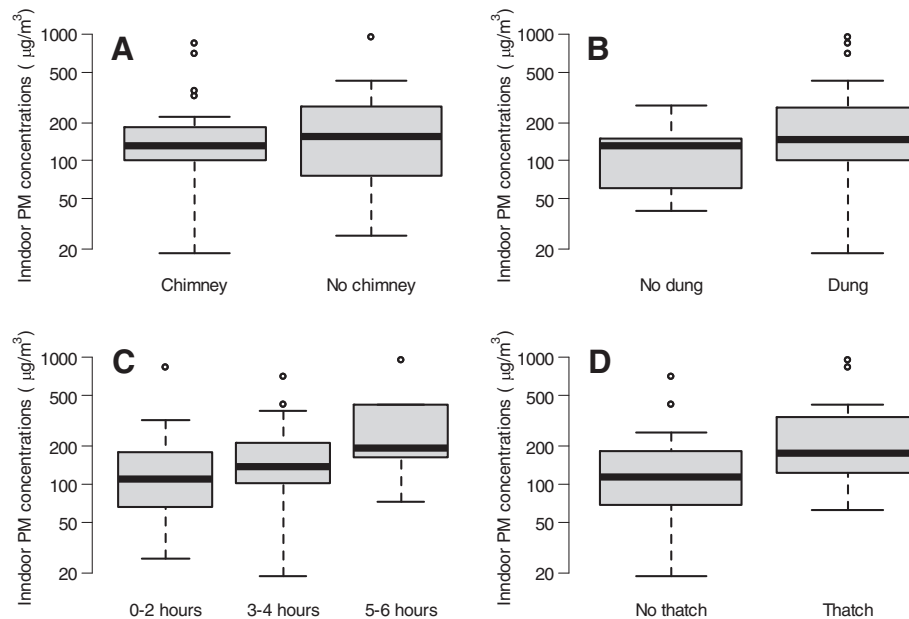 A
Inndoor PM concentrations ( μg/m³)
1000
500
200
100
50
20
Chimney No chimney
B
Inndoor PM concentrations ( μg/m³)
1000
500
200
100
50
20
No dung Dung
C
Inndoor PM concentrations ( μg/m³)
1000
500
200
100
50
20
0-2 hours 3-4 hours 5-6 hours
D
Inndoor PM concentrations ( μg/m³)
1000
500
200
100
50
20
No thatch Thatch